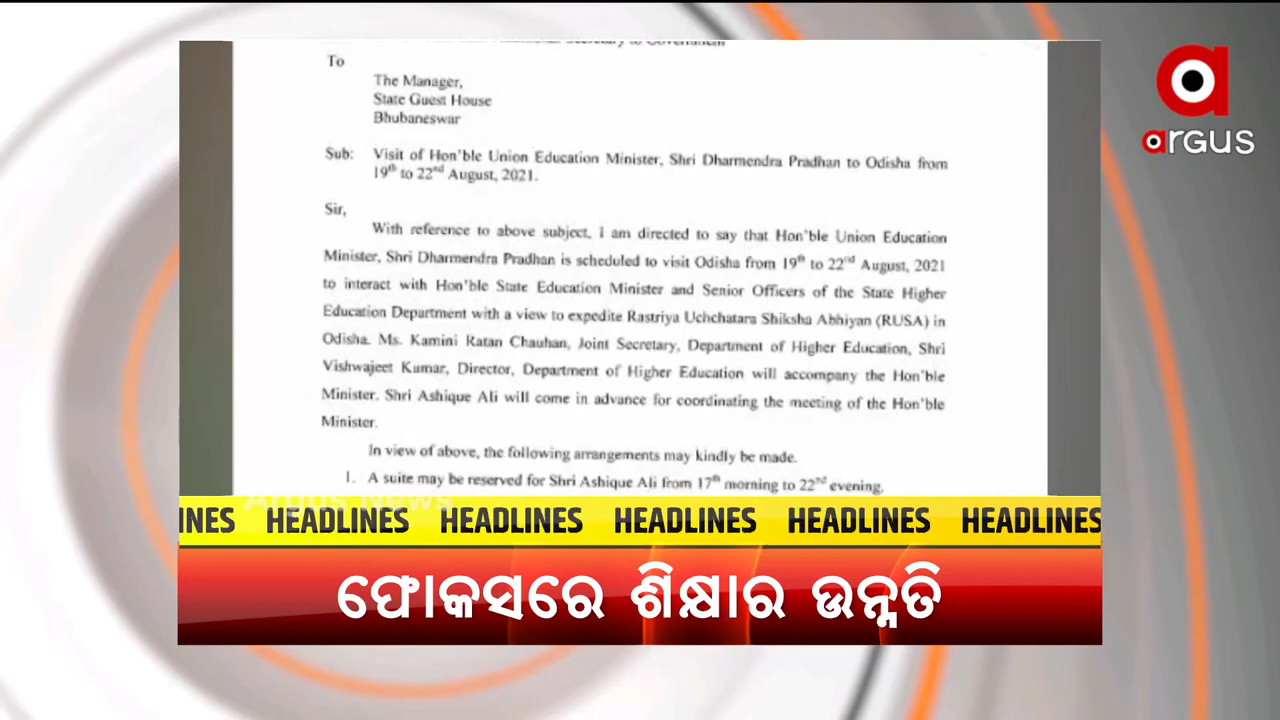 Secretary to Government
To
The Manager,
State Guest House
Bhubaneswar
Sub: Visit of Hon'ble Union Education Minister, Shri Dharmendra Pradhan to Odisha from
19th to 22nd August, 2021.
Sir,
With reference to above subject, I am directed to say that Hon'ble Union Education
Minister, Shri Dharmendra Pradhan is scheduled to visit Odisha from 19th to 22nd August, 2021
to interact with Hon'ble State Education Minister and Senior Officers of the State Higher
Education Department with a view to expedite Rastriya Uchchatara Shiksha Abhiyan (RUSA) in
Odisha. Ms. Kamini Ratan Chauhan, Joint Secretary, Department of Higher Education, Shri
Vishwajeet Kumar, Director, Department of Higher Education will accompany the Hon'ble
Minister. Shri Ashique Ali will come in advance for coordinating the meeting of the Hon'ble
Minister.
In view of above, the following arrangements may kindly be made.
1. A suite may be reserved for Shri Ashique Ali from 17th morning to 22nd evening.
Argus News
INES HEADLINES HEADLINES HEADLINES HEADLINES HEADLINES
ଫୋକସରେ ଶିକ୍ଷାର ଉନ୍ନତି
a
argus